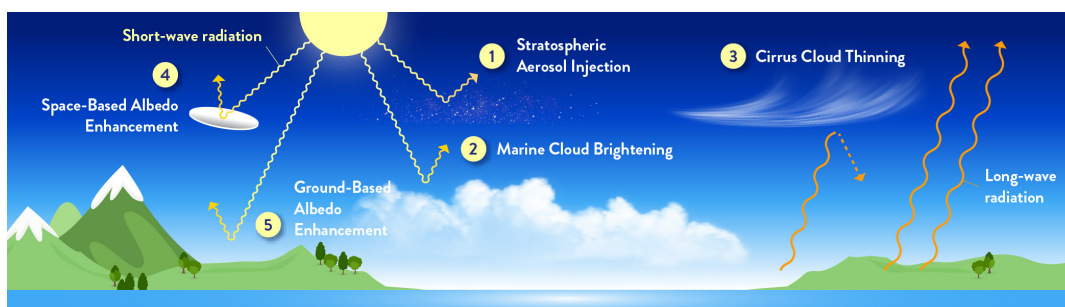 Short-wave radiation
4
Space-Based Albedo
Enhancement
1
Stratospheric
Aerosol Injection
2
Marine Cloud Brightening
5
Ground-Based
Albedo
Enhancement
3
Cirrus Cloud Thinning
Long-wave
radiation